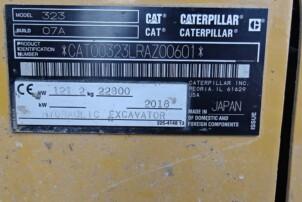 MODEL 323 CAT CATERPILLAR
BUILD 07A CAT CATERPILLAR
PRODUCT IDENTIFICATION NUMBER *CAT00323LRAZ00601*
CATERPILLAR INC.
PEORIA, IL 61629
USA
CE kW 121.2 kg 22800
kW 2018
MADE IN JAPAN
HYDRAULIC EXCAVATOR
OF DOMESTIC AND
FOREIGN COMPONENTS
ISSUE